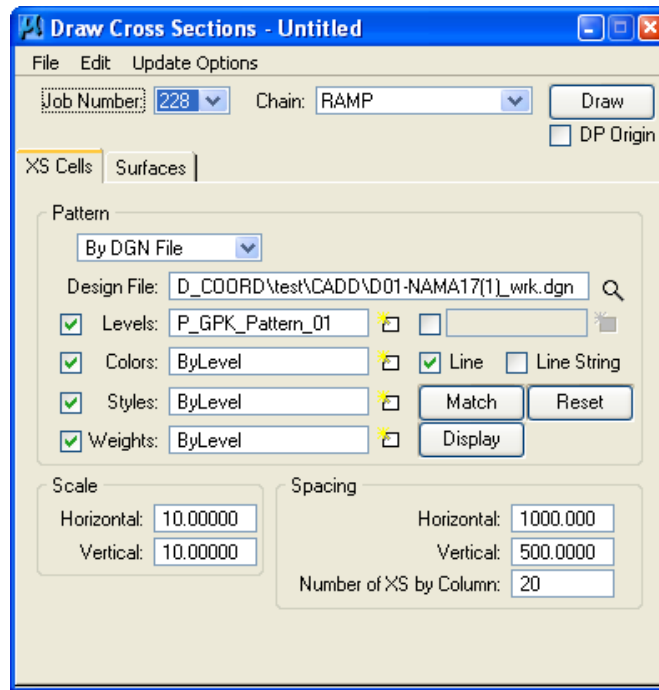 Draw Cross Sections - Untitled
File Edit Update Options
Job Number: 228 Chain: RAMP Draw
DP Origin
XS Cells Surfaces
Pattern
By DGN File
Design File: D_COORD\test\CADD\D01-NAMA17(1)_wrk.dgn
Levels: P_GPK_Pattern_01
Colors: ByLevel Line Line String
Styles: ByLevel Match Reset
Weights: ByLevel Display
Scale Spacing
Horizontal: 10.00000 Horizontal: 1000.000
Vertical: 10.00000 Vertical: 500.0000
Number of XS by Column: 20